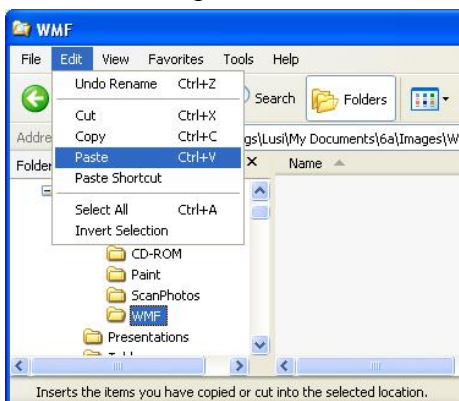 WMF
File Edit View Favorites Tools Help
Undo Rename Ctrl+Z
Search Folders
Cut Ctrl+X
Copy Ctrl+C
gs\Lusi\My Documents\6a\Images\W
Paste Ctrl+V
Name
Paste Shortcut
Select All Ctrl+A
Invert Selection
CD-ROM
Paint
ScanPhotos
WMF
Presentations
Inserts the items you have copied or cut into the selected location.